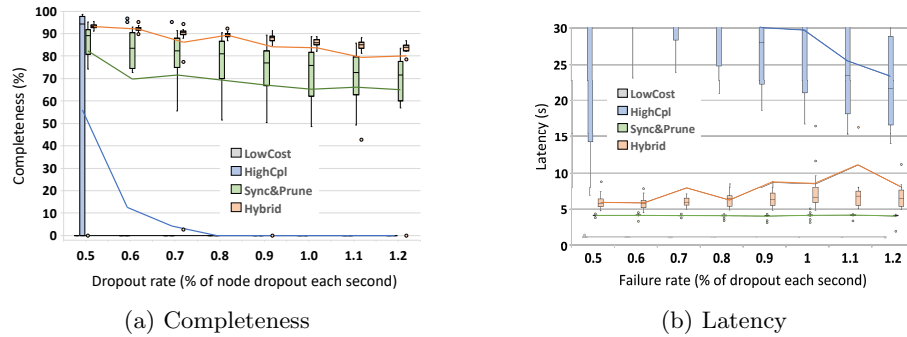 100
90
80
70
60
50
40
30
20
10
0
Completeness (%)
LowCost
HighCpl
Sync&Prune
Hybrid
0.5 0.6 0.7 0.8 0.9 1.0 1.1 1.2
Dropout rate (% of node dropout each second)
(a) Completeness
30
25
20
15
10
5
0
Latency (s)
LowCost
HighCpl
Sync&Prune
Hybrid
0.5 0.6 0.7 0.8 0.9 1 1.1 1.2
Failure rate (% of dropout each second)
(b) Latency